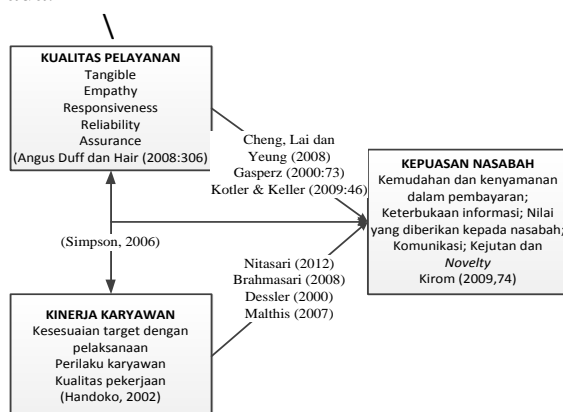 KUALITAS PELAYANAN
Tangible
Empathy
Responsiveness
Reliability
Assurance
(Angus Duff dan Hair (2008:306)
Cheng, Lai dan
Yeung (2008)
Gasperz (2000:73)
Kotler & Keller (2009:46)
KEPUASAN NASABAH
Kemudahan dan kenyamanan
dalam pembayaran;
Keterbukaan informasi; Nilai
yang diberikan kepada nasabah;
Komunikasi; Kejutan dan
Novelty
Kirom (2009,74)
(Simpson, 2006)
Nitasari (2012)
Brahmasari (2008)
Dessler (2000)
Malthis (2007)
KINERJA KARYAWAN
Kesesuaian target dengan
pelaksanaan
Perilaku karyawan
Kualitas pekerjaan
(Handoko, 2002)